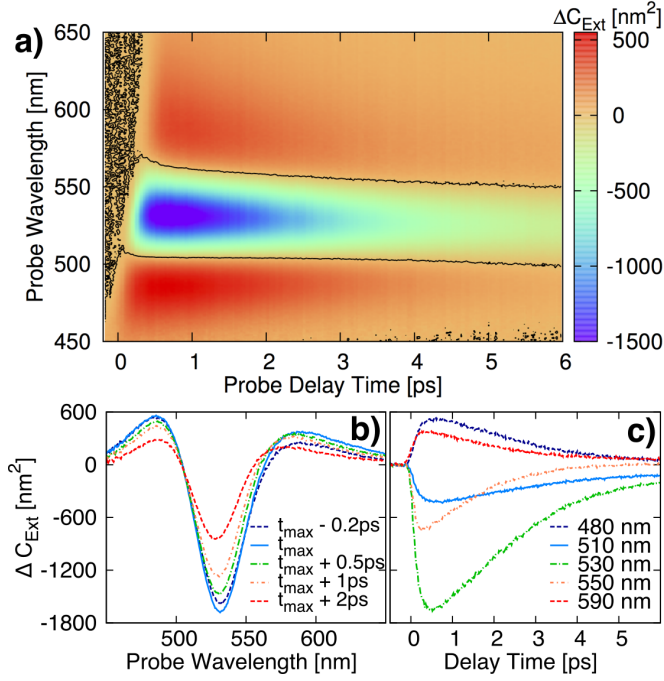 ΔC_Ext [nm²]
a)
650
600
550
500
450
Probe Wavelength [nm]
0 1 2 3 4 5 6
Probe Delay Time [ps]
500
0
-500
-1000
-1500
b)
600
0
-600
-1200
-1800
Δ C_Ext [nm²]
t_max - 0.2ps
t_max
t_max + 0.5ps
t_max + 1ps
t_max + 2ps
500 550 600
Probe Wavelength [nm]
c)
480 nm
510 nm
530 nm
550 nm
590 nm
0 1 2 3 4 5
Delay Time [ps]